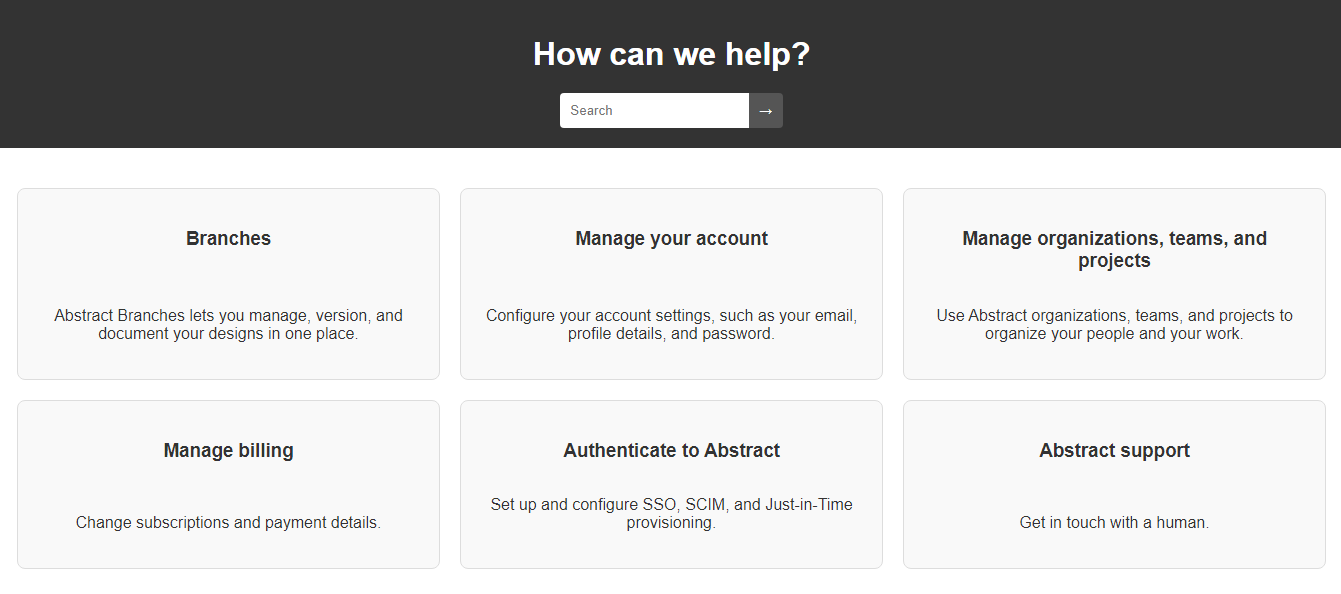 How can we help?
Search →
Branches
Abstract Branches lets you manage, version, and
document your designs in one place.
Manage your account
Configure your account settings, such as your email,
profile details, and password.
Manage organizations, teams, and
projects
Use Abstract organizations, teams, and projects to
organize your people and your work.
Manage billing
Change subscriptions and payment details.
Authenticate to Abstract
Set up and configure SSO, SCIM, and Just-in-Time
provisioning.
Abstract support
Get in touch with a human.